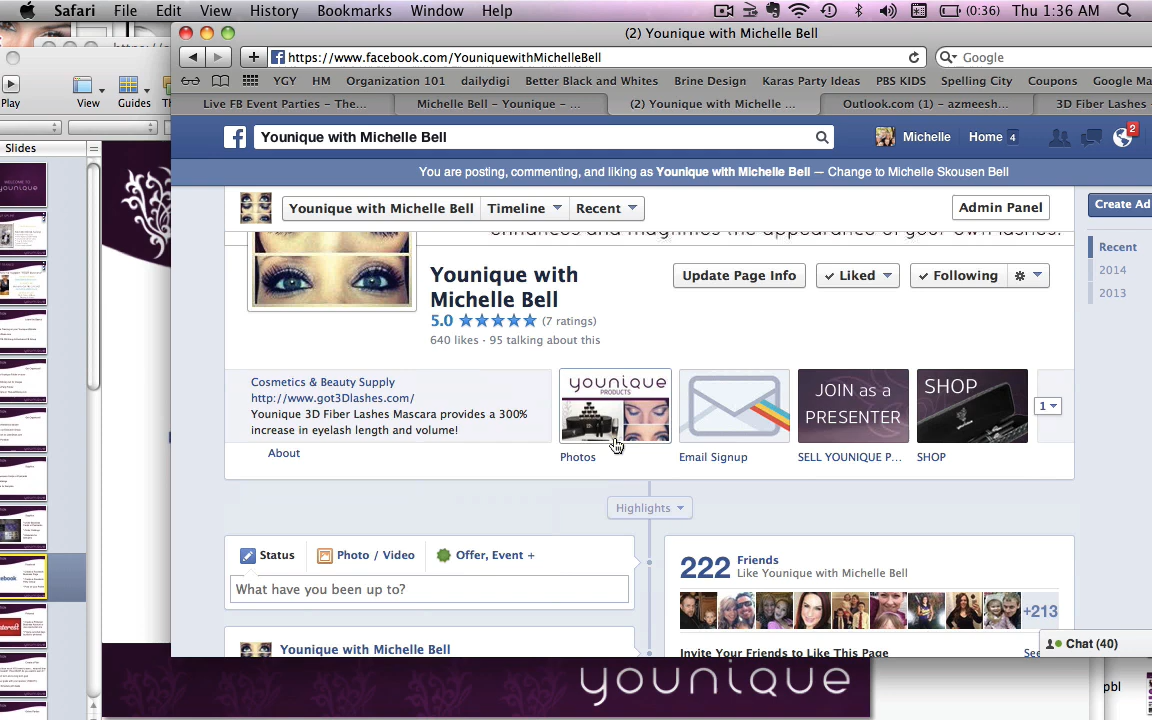 Safari File Edit View History Bookmarks Window Help (0:36) Thu 1:36 AM
(2) Younique with Michelle Bell
https://www.facebook.com/YouniquewithMichelleBell
Google
YGY HM Organization 101 dailydigi Better Black and Whites Brine Design Karas Party Ideas PBS KIDS Spelling City Coupons Google Ma
Live FB Event Parties – The... Michelle Bell – Younique – ... (2) Younique with Michelle ... Outlook.com (1) – azmeesh... 3D Fiber Lashes
Play View Guides
Slides
Younique with Michelle Bell
Michelle Home 4
2
You are posting, commenting, and liking as Younique with Michelle Bell — Change to Michelle Skousen Bell
Younique with Michelle Bell Timeline Recent
Admin Panel
Create Ad
enhances and magnifies the appearance of your own lashes.
Recent
2014
2013
Younique with
Michelle Bell
5.0 (7 ratings)
640 likes · 95 talking about this
Update Page Info Liked Following
Cosmetics & Beauty Supply
http://www.got3Dlashes.com/
Younique 3D Fiber Lashes Mascara provides a 300%
increase in eyelash length and volume!
About
younique
PRODUCTS
Photos
Email Signup
JOIN as a
PRESENTER
SELL YOUNIQUE P...
SHOP
SHOP
1
Highlights
Status Photo / Video Offer, Event +
What have you been up to?
Younique with Michelle Bell
222 Friends
Like Younique with Michelle Bell
+213
Invite Your Friends to Like This Page
See
Chat (40)
younique
pbl